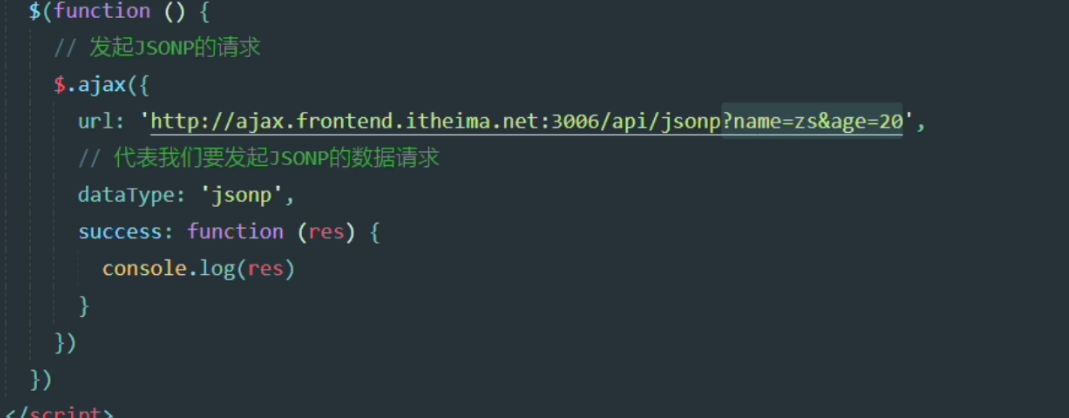 $(function () {
// 发起JSONP的请求
$.ajax({
url: 'http://ajax.frontend.itheima.net:3006/api/jsonp?name=zs&age=20',
// 代表我们要发起JSONP的数据请求
dataType: 'jsonp',
success: function (res) {
console.log(res)
}
})
})
</script>